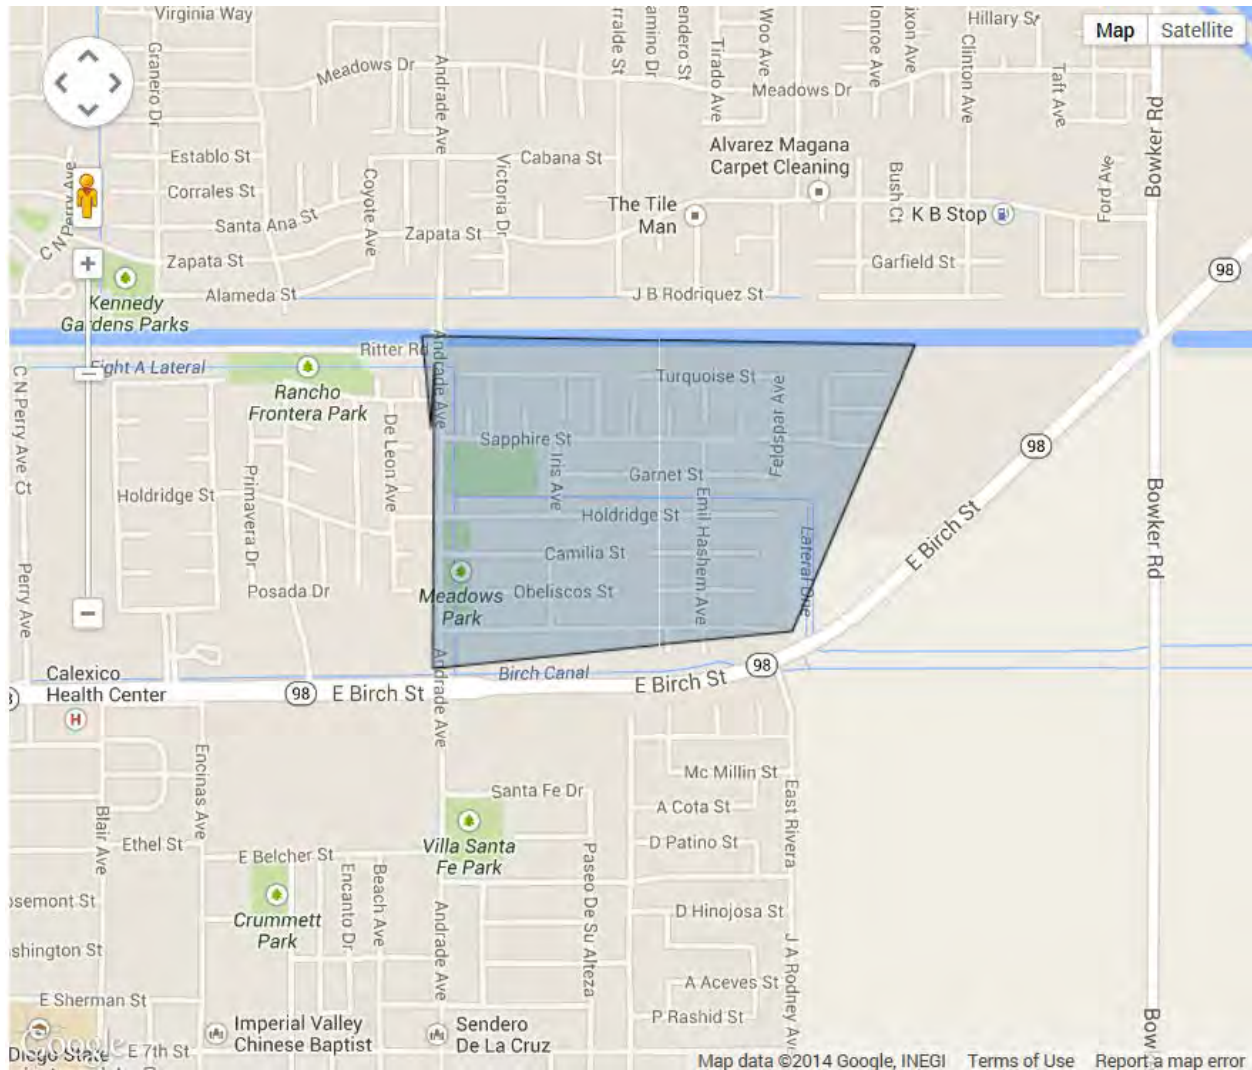 Virginia Way
Hillary St
Map
Satellite
Granero Dr
Andrade Ave
Tirado Ave
Woo Ave
Clinton Ave
Taft Ave
Meadows Dr
Meadows Dr
Bowker Rd
Establo St
Cabana St
Alvarez Magana
Carpet Cleaning
Corrales St
Coyote Ave
Victoria Dr
Bush Ct
Ford Ave
The Tile
Man
K B Stop
Santa Ana St
Zapata St
C N Perry Ave
Zapata St
Garfield St
98
Alameda St
J B Rodriquez St
Kennedy
Gardens Parks
Ritter Rd
Andrade Ave
Eight A Lateral
Turquoise St
Rancho
Frontera Park
Feldspar Ave
C N Perry Ave
De Leon Ave
Sapphire St
98
Iris Ave
Garnet St
Ct
Holdridge St
Primavera Dr
Holdridge St
Emil Hashem Ave
Bowker Rd
E Birch St
Camilia St
Perry Ave
Posada Dr
Meadows
Park
Obeliscos St
Andrade Ave
Birch Canal
98
Calexico
Health Center
H
98
E Birch St
E Birch St
Encinas Ave
Mc Millin St
Santa Fe Dr
A Cota St
East Rivera
Blair Ave
Ethel St
Villa Santa
Fe Park
D Patino St
E Belcher St
Encanto Dr
Beach Ave
Paseo De Su Alteza
Crummett
Park
Andrade Ave
D Hinojosa St
J A Rodney Ave
A Aceves St
E Sherman St
P Rashid St
Imperial Valley
Chinese Baptist
Sendero
De La Cruz
Google
E 7th St
Map data ©2014 Google, INEGI
Terms of Use
Report a map error